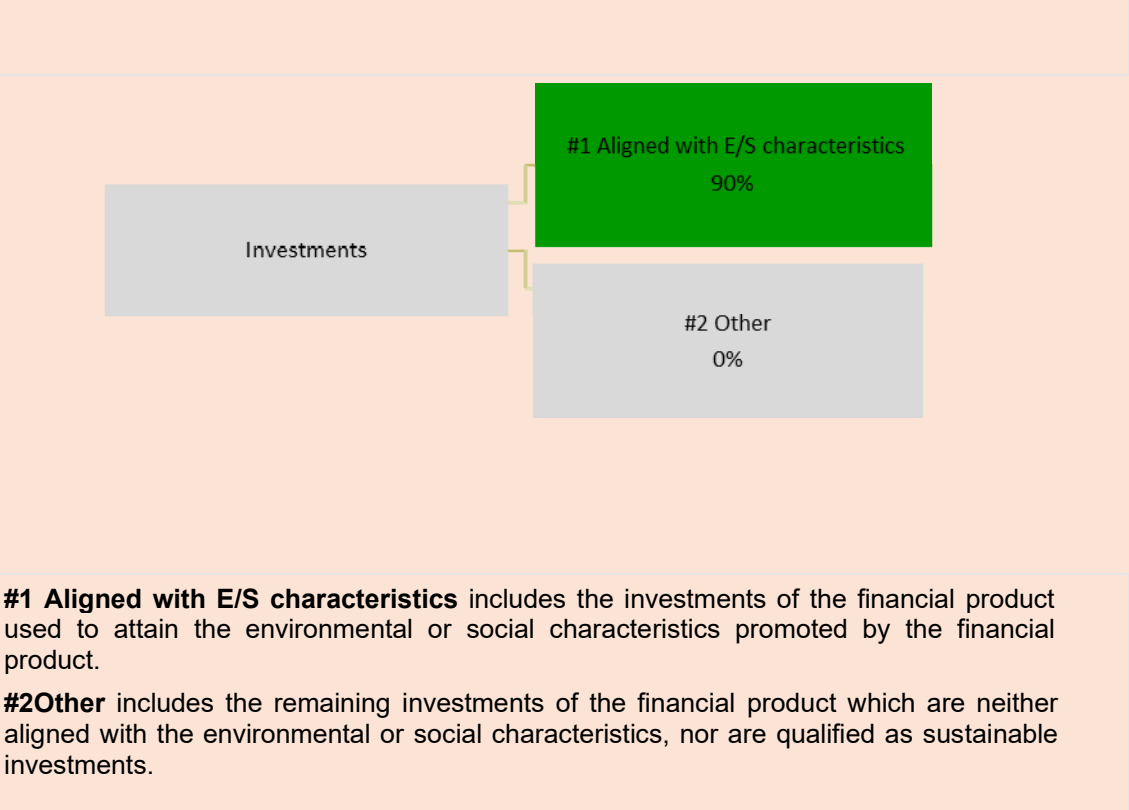 #1 Aligned with E/S characteristics
90%
Investments
#2 Other
0%
#1 Aligned with E/S characteristics includes the investments of the financial product
used to attain the environmental or social characteristics promoted by the financial
product.
#2Other includes the remaining investments of the financial product which are neither
aligned with the environmental or social characteristics, nor are qualified as sustainable
investments.